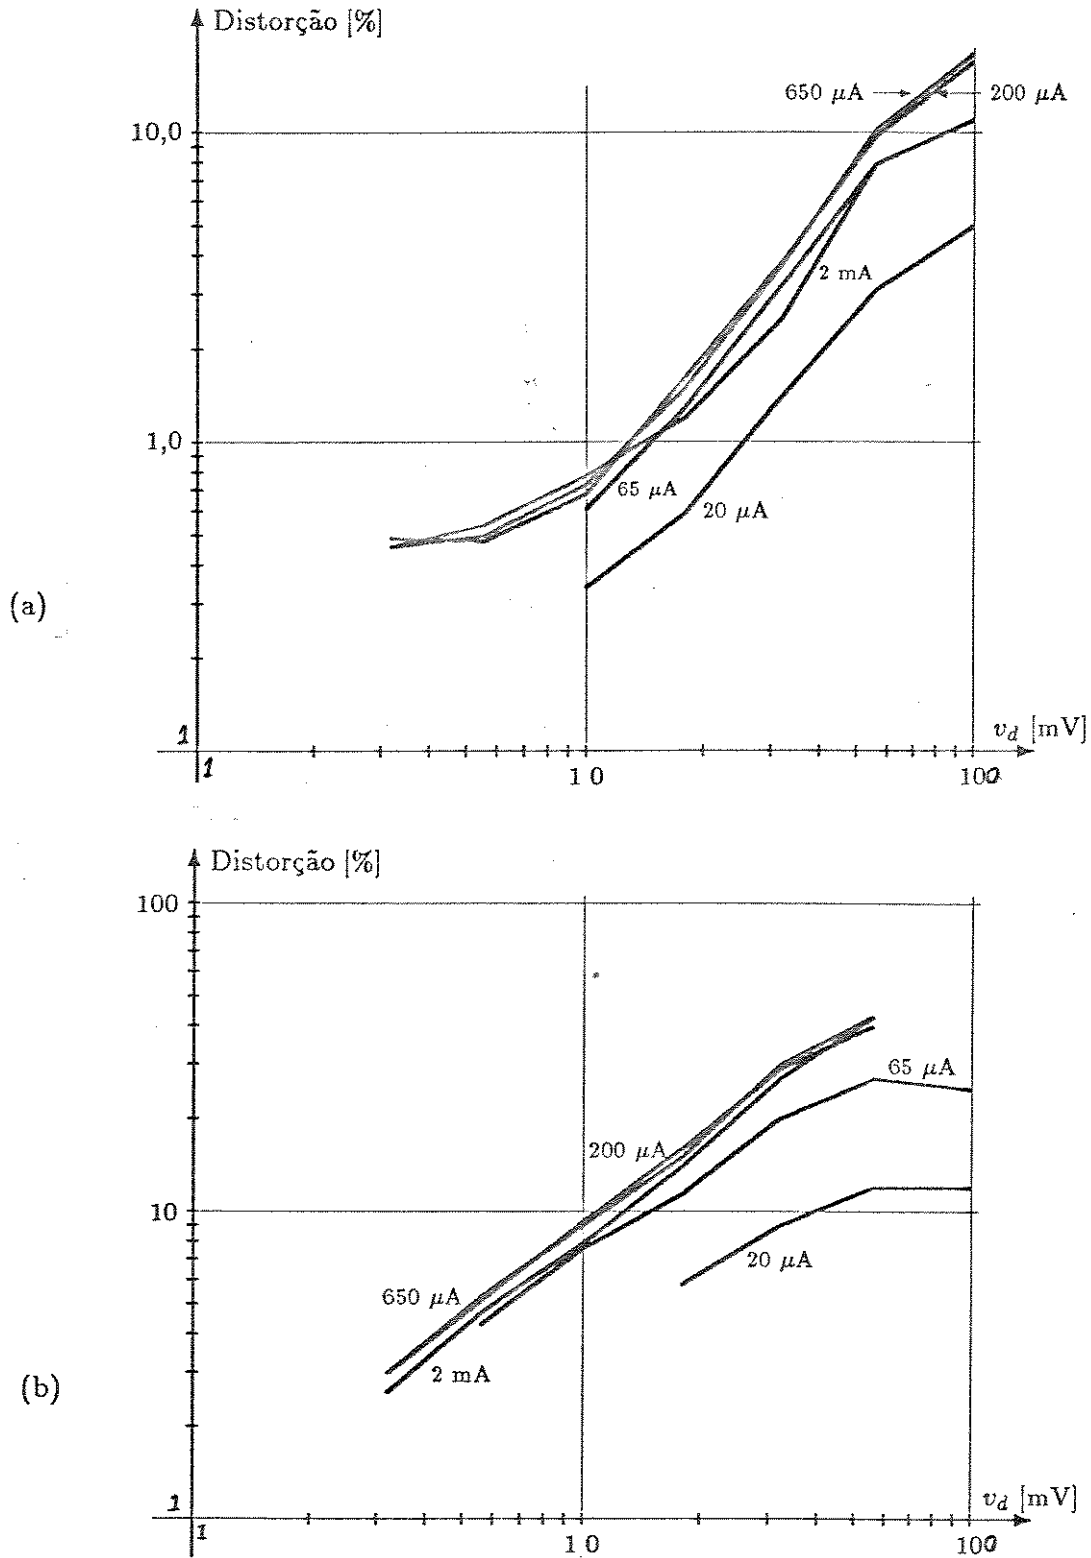 Distorção [%]
650 μA
200 μA
10,0
2 mA
1,0
65 μA
20 μA
(a)
1
v_d [mV]
1
1 0
100
Distorção [%]
100
65 μA
200 μA
10
20 μA
650 μA
2 mA
(b)
1
v_d [mV]
1
1 0
100